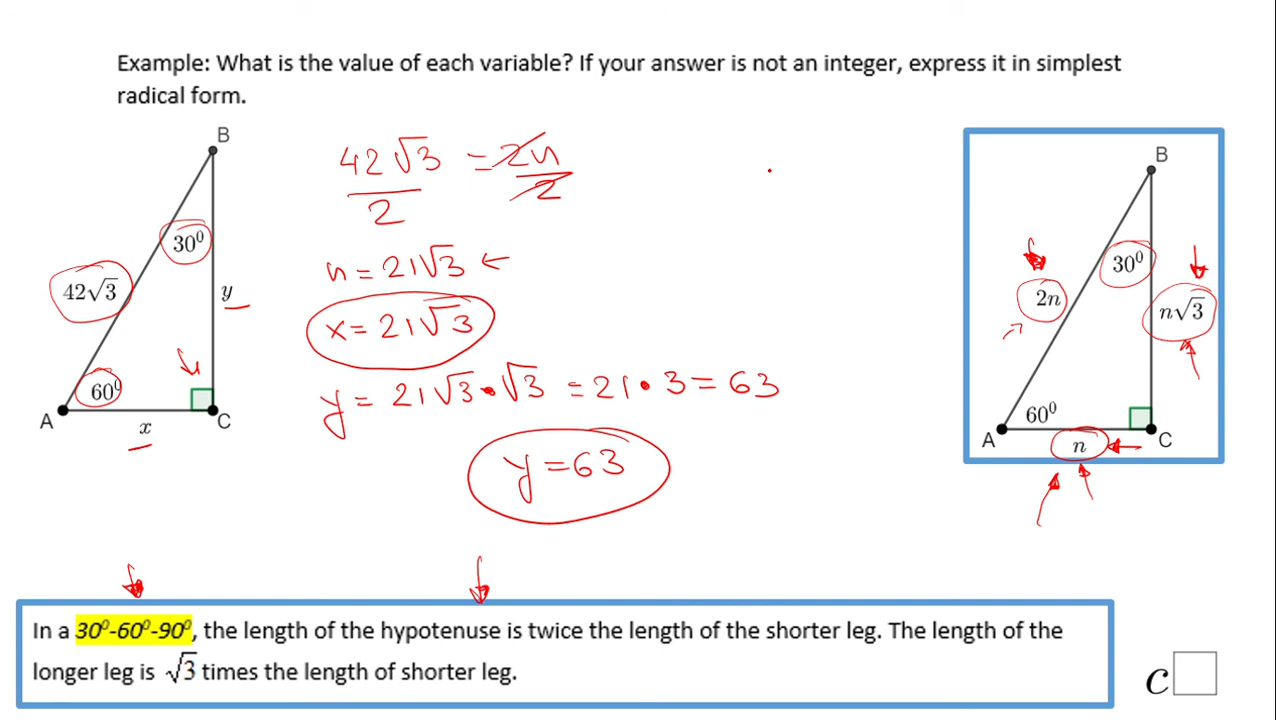 Example: What is the value of each variable? If your answer is not an integer, express it in simplest
radical form.
B
30⁰
42√3
y
60⁰
A
x
C
42√3 = 2n
2 2
n = 21√3 ←
x = 21√3
y = 21√3 • √3 = 21 • 3 = 63
y = 63
B
30⁰
2n
n√3
60⁰
A
n
C
In a 30⁰-60⁰-90⁰, the length of the hypotenuse is twice the length of the shorter leg. The length of the
longer leg is √3 times the length of shorter leg.
c